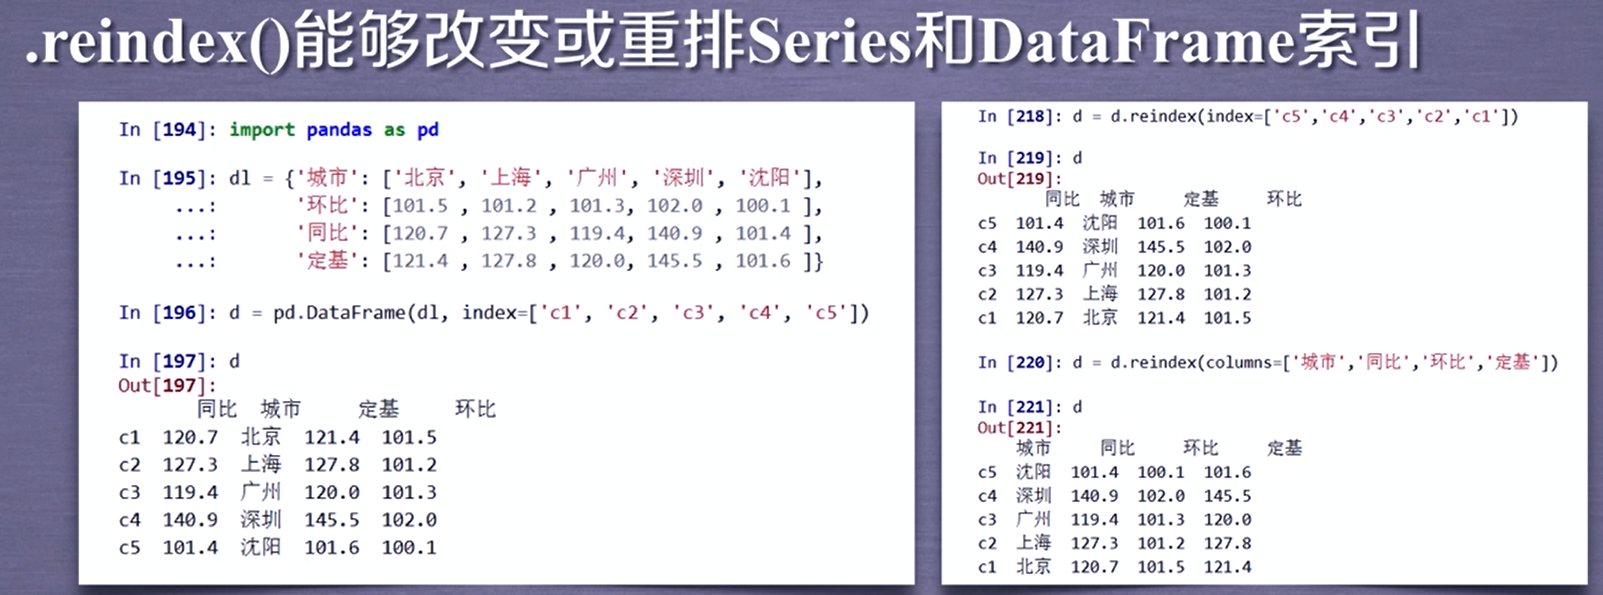 .reindex()能够改变或重排Series和DataFrame索引
In [194]: import pandas as pd
In [195]: dl = {'城市': ['北京', '上海', '广州', '深圳', '沈阳'],
...: '环比': [101.5 , 101.2 , 101.3, 102.0 , 100.1 ],
...: '同比': [120.7 , 127.3 , 119.4, 140.9 , 101.4 ],
...: '定基': [121.4 , 127.8 , 120.0, 145.5 , 101.6 ]}
In [196]: d = pd.DataFrame(dl, index=['c1', 'c2', 'c3', 'c4', 'c5'])
In [197]: d
Out[197]:
同比 城市 定基 环比
c1 120.7 北京 121.4 101.5
c2 127.3 上海 127.8 101.2
c3 119.4 广州 120.0 101.3
c4 140.9 深圳 145.5 102.0
c5 101.4 沈阳 101.6 100.1
In [218]: d = d.reindex(index=['c5','c4','c3','c2','c1'])
In [219]: d
Out[219]:
同比 城市 定基 环比
c5 101.4 沈阳 101.6 100.1
c4 140.9 深圳 145.5 102.0
c3 119.4 广州 120.0 101.3
c2 127.3 上海 127.8 101.2
c1 120.7 北京 121.4 101.5
In [220]: d = d.reindex(columns=['城市','同比','环比','定基'])
In [221]: d
Out[221]:
城市 同比 环比 定基
c5 沈阳 101.4 100.1 101.6
c4 深圳 140.9 102.0 145.5
c3 广州 119.4 101.3 120.0
c2 上海 127.3 101.2 127.8
c1 北京 120.7 101.5 121.4